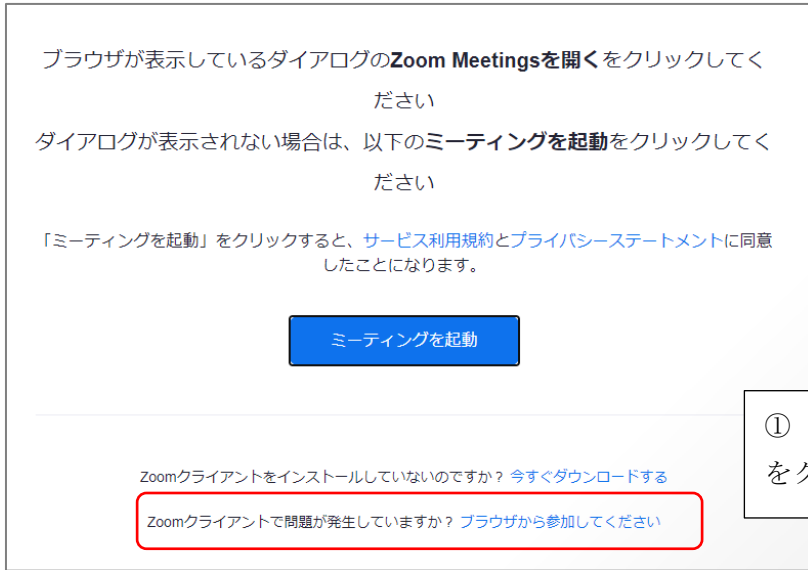 ブラウザが表示しているダイアログのZoom Meetingsを開くをクリックしてく
ださい
ダイアログが表示されない場合は、以下のミーティングを起動をクリックしてく
ださい
「ミーティングを起動」をクリックすると、サービス利用規約とプライバシーステートメントに同意
したことになります。
ミーティングを起動
①
をク
Zoomクライアントをインストールしていないのですか？ 今すぐダウンロードする
Zoomクライアントで問題が発生していますか？ ブラウザから参加してください